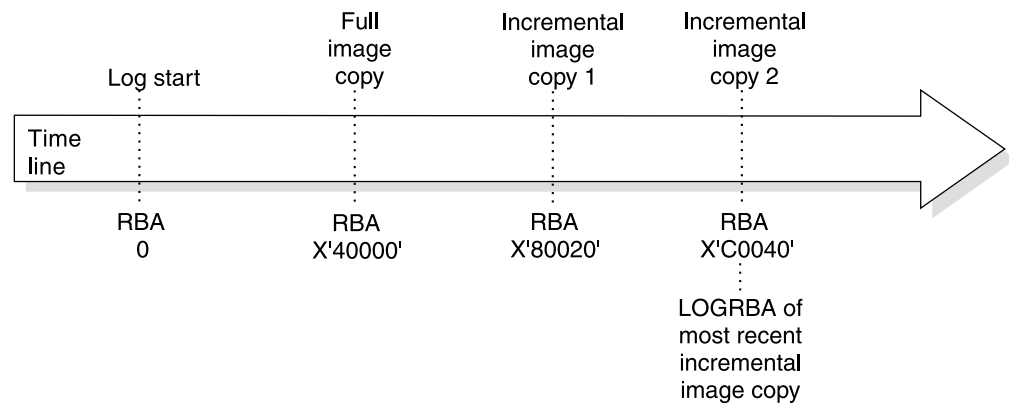 Log start
Full
image
copy
Incremental
image
copy 1
Incremental
image
copy 2
Time
line
RBA
0
RBA
X'40000'
RBA
X'80020'
RBA
X'C0040'
LOGRBA of
most recent
incremental
image copy